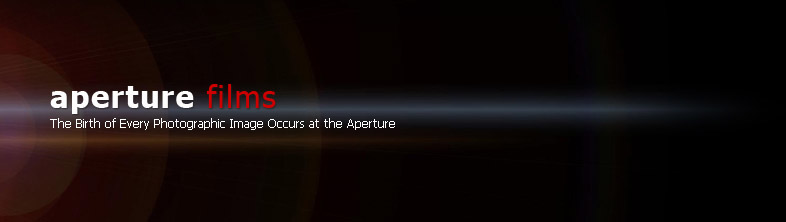 aperture films
The Birth of Every Photographic Image Occurs at the Aperture